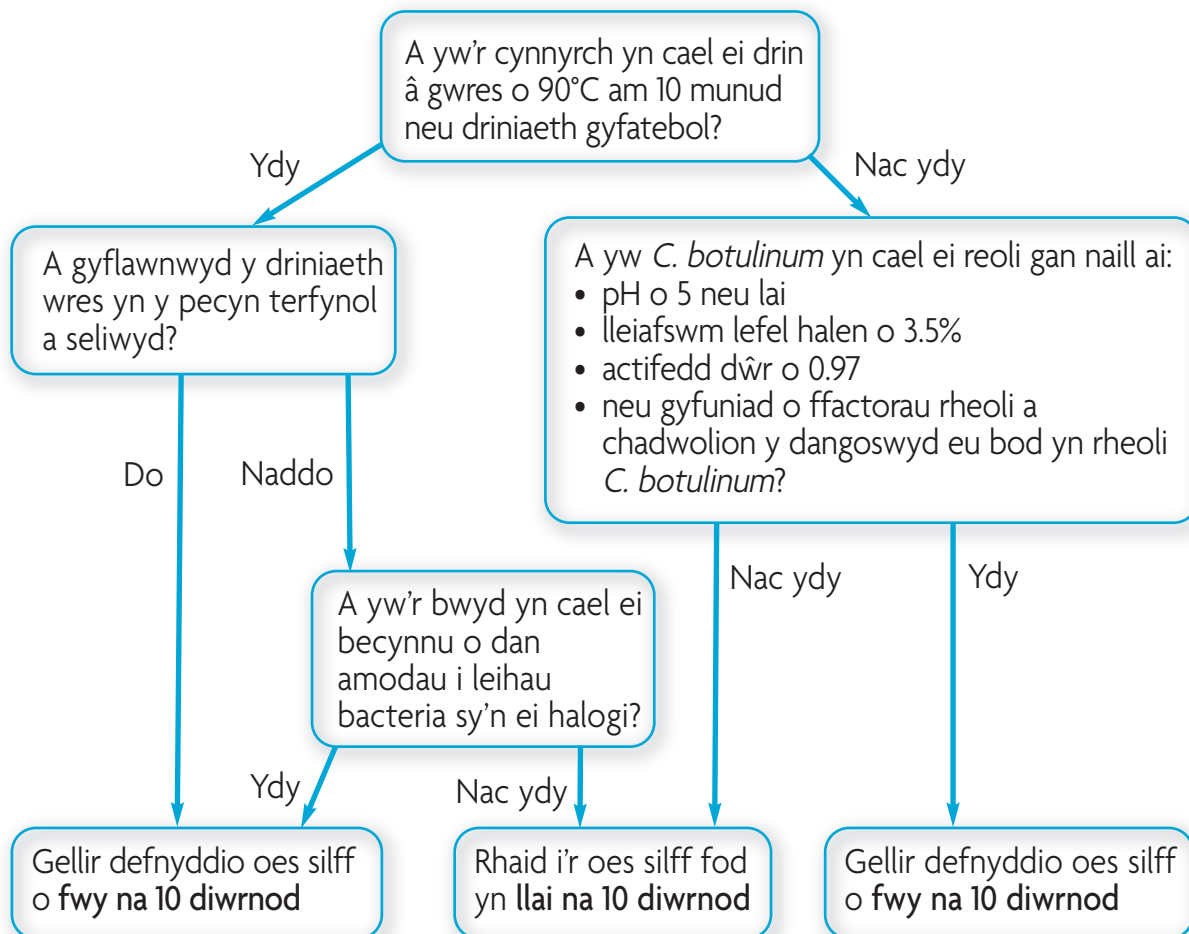 A yw'r cynnyrch yn cael ei drin
â gwres o 90°C am 10 munud
neu driniaeth gyfatebol?
Ydy
Nac ydy
A gyflawnwyd y driniaeth
wres yn y pecyn terfynol
a seliwyd?
A yw C. botulinum yn cael ei reoli gan naill ai:
• pH o 5 neu lai
• lleiafswm lefel halen o 3.5%
• actifedd dŵr o 0.97
• neu gyfuniad o ffactorau rheoli a
chadwolion y dangoswyd eu bod yn rheoli
C. botulinum?
Do
Naddo
A yw'r bwyd yn cael ei
becynnu o dan
amodau i leihau
bacteria sy'n ei halogi?
Nac ydy
Ydy
Ydy
Nac ydy
Gellir defnyddio oes silff
o fwy na 10 diwrnod
Rhaid i'r oes silff fod
yn llai na 10 diwrnod
Gellir defnyddio oes silff
o fwy na 10 diwrnod